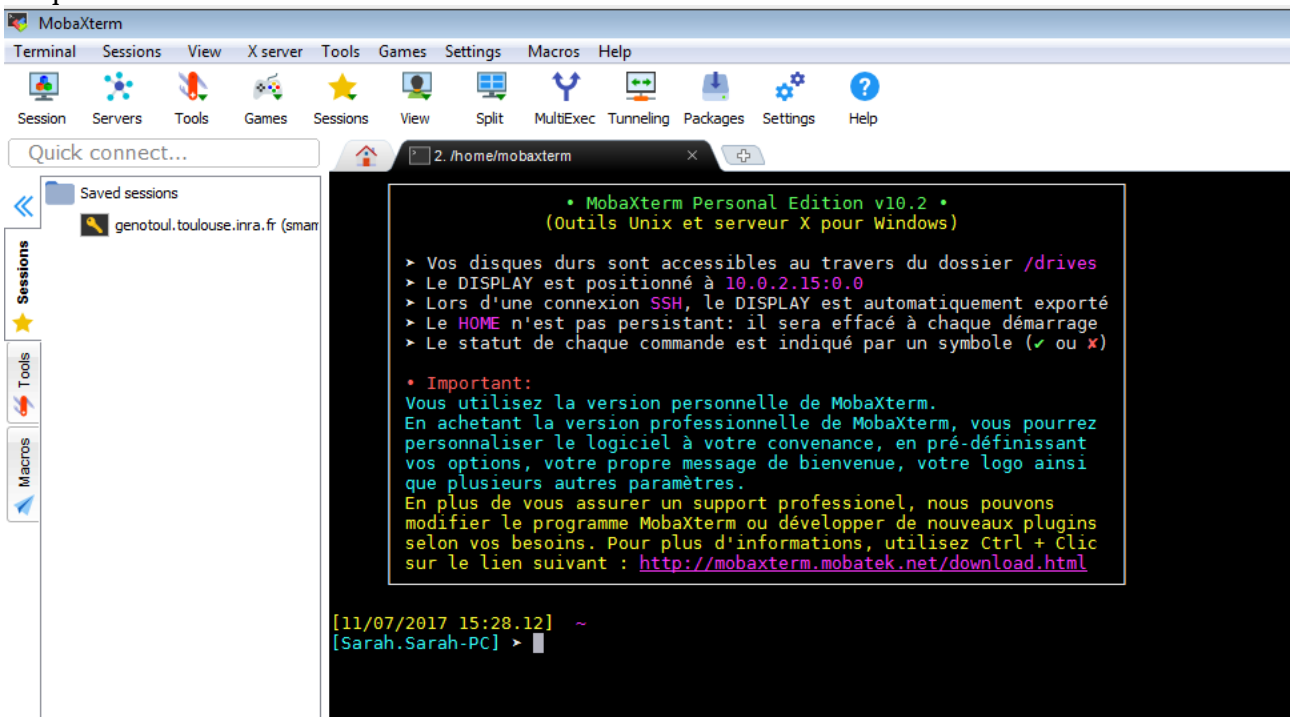 MobaXterm
Terminal Sessions View X server Tools Games Settings Macros Help
Session Servers Tools Games Sessions View Split MultiExec Tunneling Packages Settings Help
Quick connect...
2. /home/mobaxterm
Saved sessions
genotoul.toulouse.inra.fr (smam
Sessions
Tools
Macros
• MobaXterm Personal Edition v10.2 •
(Outils Unix et serveur X pour Windows)
➤ Vos disques durs sont accessibles au travers du dossier /drives
➤ Le DISPLAY est positionné à 10.0.2.15:0.0
➤ Lors d'une connexion SSH, le DISPLAY est automatiquement exporté
➤ Le HOME n'est pas persistant: il sera effacé à chaque démarrage
➤ Le statut de chaque commande est indiqué par un symbole (✔ ou ✘)
• Important:
Vous utilisez la version personnelle de MobaXterm.
En achetant la version professionnelle de MobaXterm, vous pourrez
personnaliser le logiciel à votre convenance, en pré-définissant
vos options, votre propre message de bienvenue, votre logo ainsi
que plusieurs autres paramètres.
En plus de vous assurer un support professionel, nous pouvons
modifier le programme MobaXterm ou développer de nouveaux plugins
selon vos besoins. Pour plus d'informations, utilisez Ctrl + Clic
sur le lien suivant : http://mobaxterm.mobatek.net/download.html
[11/07/2017 15:28.12] ~
[Sarah.Sarah-PC] ➤